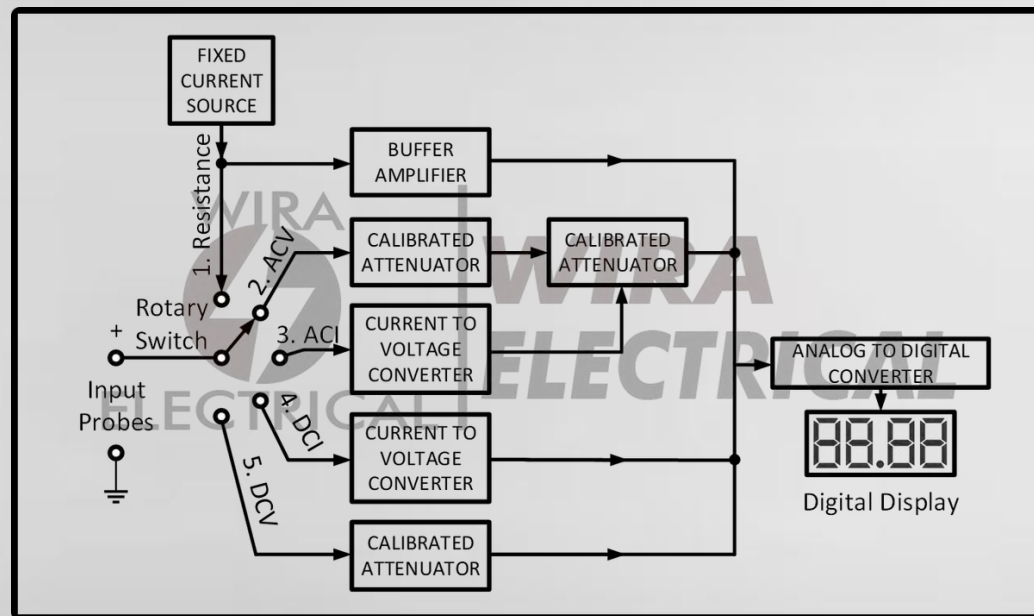 FIXED
CURRENT
SOURCE
1. Resistance
BUFFER
AMPLIFIER
WIRA
ELECTRICAL
2. ACV
CALIBRATED
ATTENUATOR
CALIBRATED
ATTENUATOR
WIRA
ELECTRICAL
Rotary
Switch
+
3. ACI
CURRENT TO
VOLTAGE
CONVERTER
ANALOG TO DIGITAL
CONVERTER
Input
Probes
4. DCI
CURRENT TO
VOLTAGE
CONVERTER
88.88
Digital Display
5. DCV
CALIBRATED
ATTENUATOR